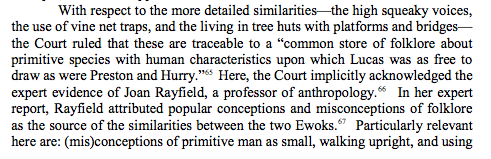 With respect to the more detailed similarities—the high squeaky voices,
the use of vine net traps, and the living in tree huts with platforms and bridges—
the Court ruled that these are traceable to a “common store of folklore about
primitive species with human characteristics upon which Lucas was as free to
draw as were Preston and Hurry.”65 Here, the Court implicitly acknowledged the
expert evidence of Joan Rayfield, a professor of anthropology.66 In her expert
report, Rayfield attributed popular conceptions and misconceptions of folklore
as the source of the similarities between the two Ewoks.67 Particularly relevant
here are: (mis)conceptions of primitive man as small, walking upright, and using